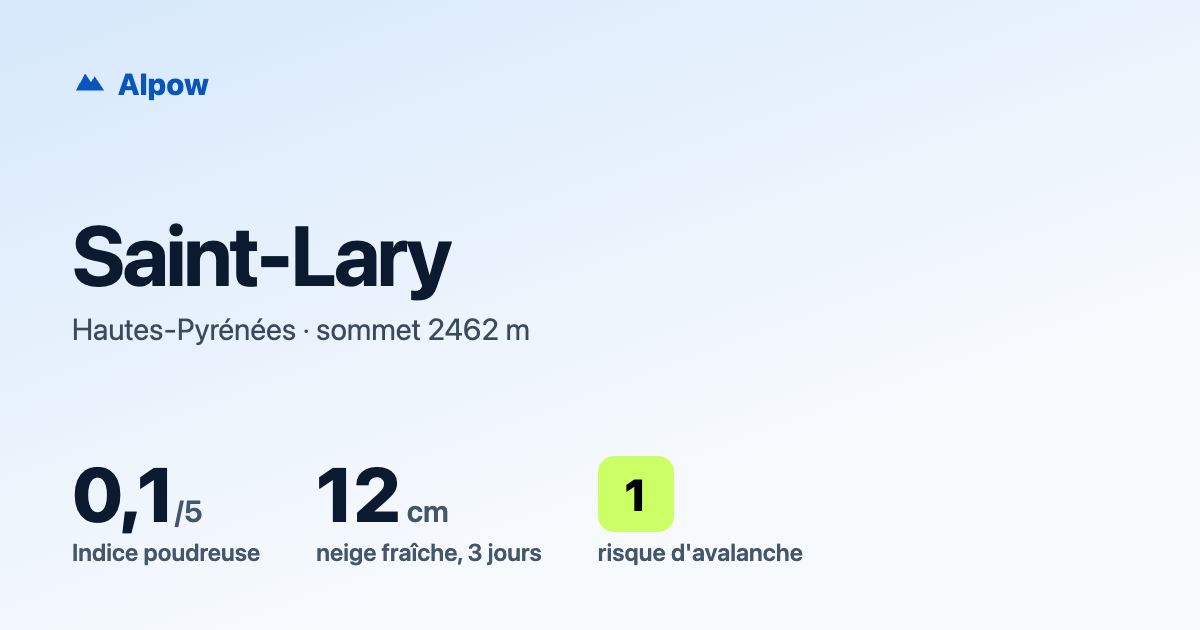 Alpow
Saint-Lary
Hautes-Pyrénées · sommet 2462 m
0,1/5 12 cm 1
Indice poudreuse neige fraîche, 3 jours risque d'avalanche